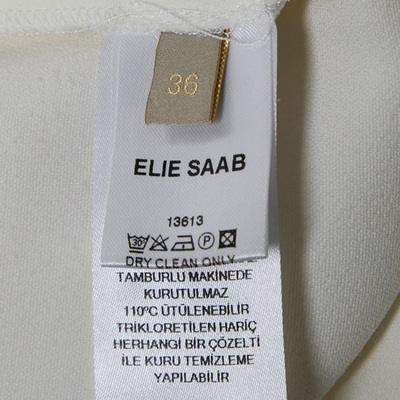 36
ELIE SAAB
13613
30 P
DRY CLEAN ONLY
TAMBURLU MAKİNEDE
KURUTULMAZ
110°C ÜTÜLENEBİLİR
TRİKLORETİLEN HARİÇ
HERHANGİ BİR ÇÖZELTİ
İLE KURU TEMİZLEME
YAPILABİLİR